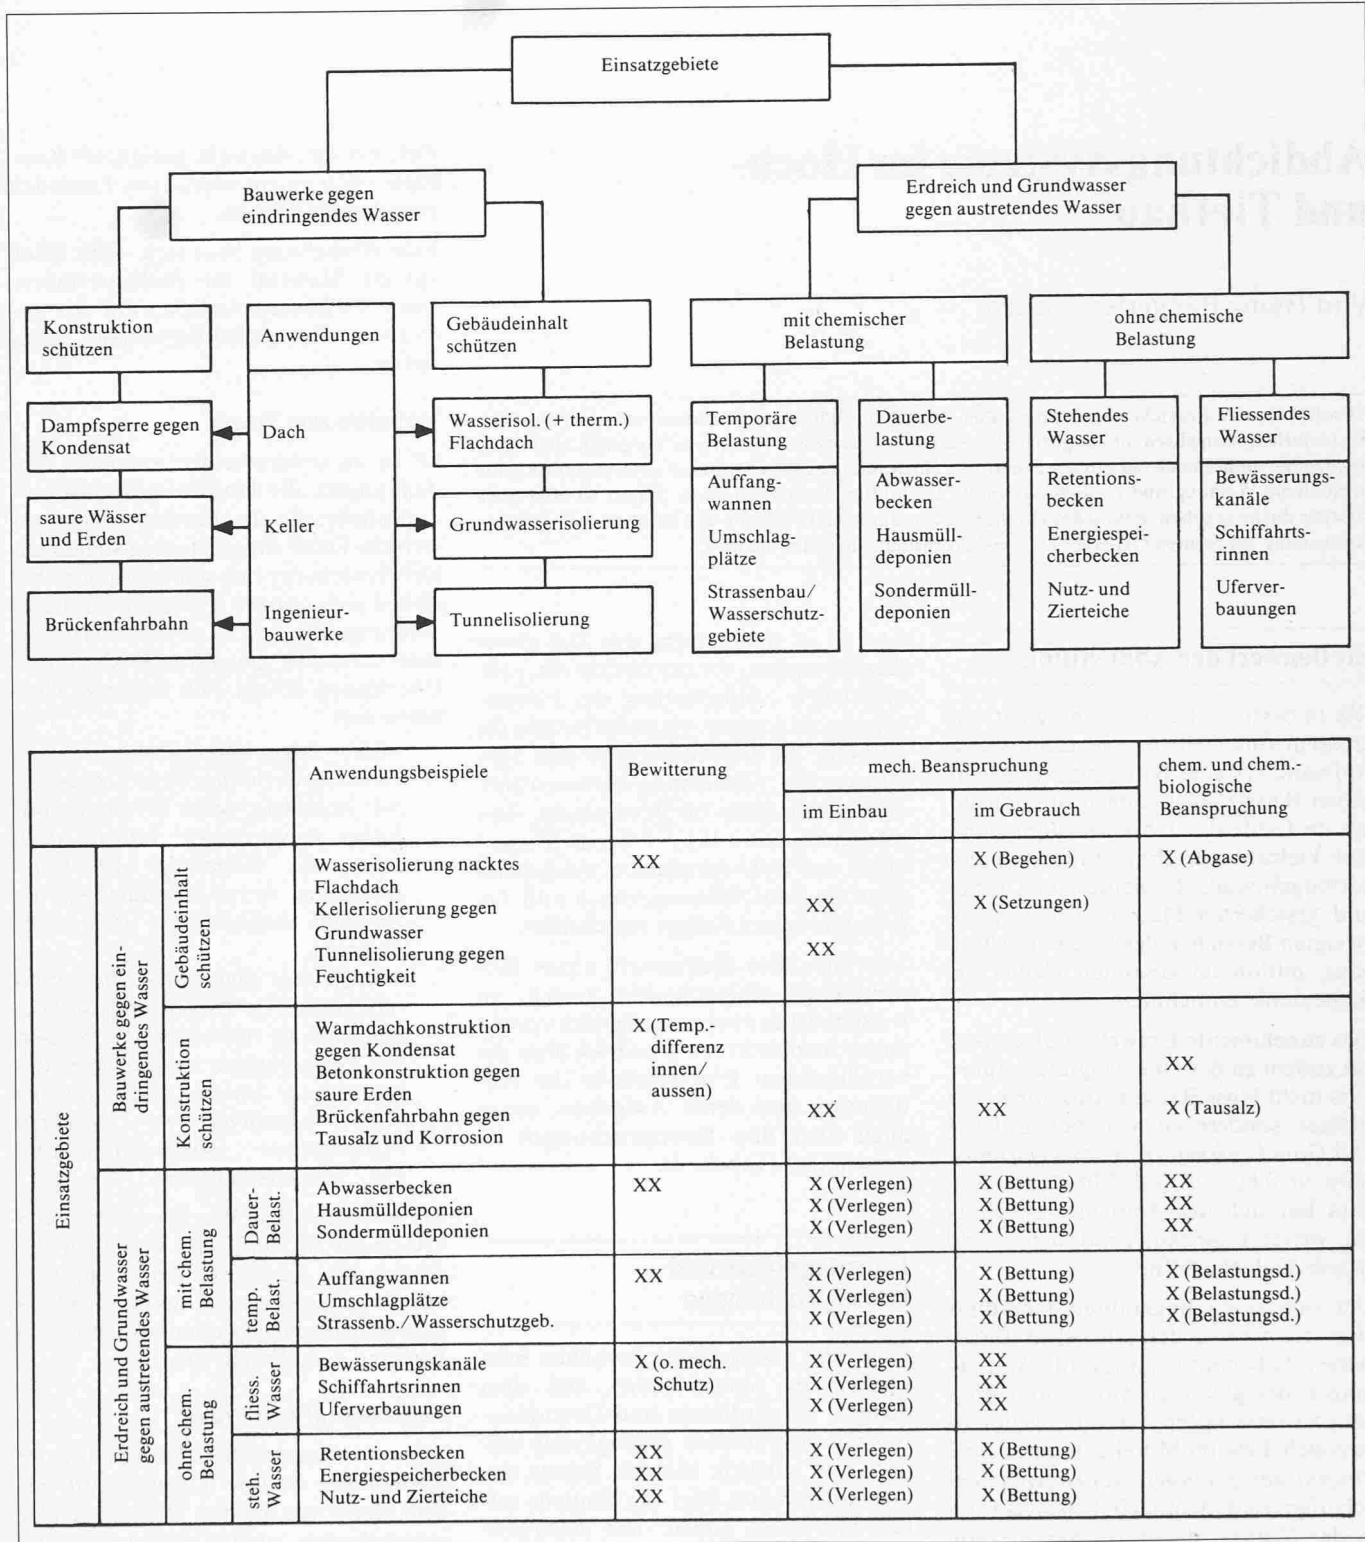 Einsatzgebiete
Bauwerke gegen
eindringendes Wasser
Erdreich und Grundwasser
gegen austretendes Wasser
Konstruktion
schützen
Anwendungen
Gebäudeinhalt
schützen
mit chemischer
Belastung
ohne chemische
Belastung
Dampfsperre gegen
Kondensat
Dach
Wasserisol. (+ therm.)
Flachdach
Temporäre
Belastung
Dauerbe-
lastung
Stehendes
Wasser
Fliessendes
Wasser
saure Wässer
und Erden
Keller
Grundwasserisolierung
Auffang-
wannen
Umschlag-
plätze
Strassenbau/
Wasserschutz-
gebiete
Abwasser-
becken
Hausmüll-
deponien
Sondermüll-
deponien
Retentions-
becken
Energiespei-
cherbecken
Nutz- und
Zierteiche
Bewässerungs-
kanäle
Schiffahrts-
rinnen
Uferver-
bauungen
Brückenfahrbahn
Ingenieur-
bauwerke
Tunnelisolierung
Anwendungsbeispiele
Bewitterung
mech. Beanspruchung
chem. und chem.-
biologische
Beanspruchung
im Einbau
im Gebrauch
Einsatzgebiete
Bauwerke gegen ein-
dringendes Wasser
Gebäudeinhalt
schützen
Wasserisolierung nacktes XX X (Begehen) X (Abgase)
Flachdach
Kellerisolierung gegen XX X (Setzungen)
Grundwasser
Tunnelisolierung gegen XX
Feuchtigkeit
Konstruktion
schützen
Warmdachkonstruktion X (Temp.-
gegen Kondensat differenz
Betonkonstruktion gegen innen/ XX
saure Erden aussen)
Brückenfahrbahn gegen XX XX X (Tausalz)
Tausalz und Korrosion
Erdreich und Grundwasser
gegen austretendes Wasser
mit chem.
Belastung
Dauer-
Belast.
Abwasserbecken XX X (Verlegen) X (Bettung) XX
Hausmülldeponien X (Verlegen) X (Bettung) XX
Sondermülldeponien X (Verlegen) X (Bettung) XX
temp.
Belast.
Auffangwannen XX X (Verlegen) X (Bettung) X (Belastungsd.)
Umschlagplätze X (Verlegen) X (Bettung) X (Belastungsd.)
Strassenb./Wasserschutzgeb. X (Verlegen) X (Bettung) X (Belastungsd.)
ohne chem.
Belastung
fliess.
Wasser
Bewässerungskanäle X (o. mech. X (Verlegen) XX
Schiffahrtsrinnen Schutz) X (Verlegen) XX
Uferverbauungen X (Verlegen) XX
steh.
Wasser
Retentionsbecken XX X (Verlegen) X (Bettung)
Energiespeicherbecken XX X (Verlegen) X (Bettung)
Nutz- und Zierteiche XX X (Verlegen) X (Bettung)